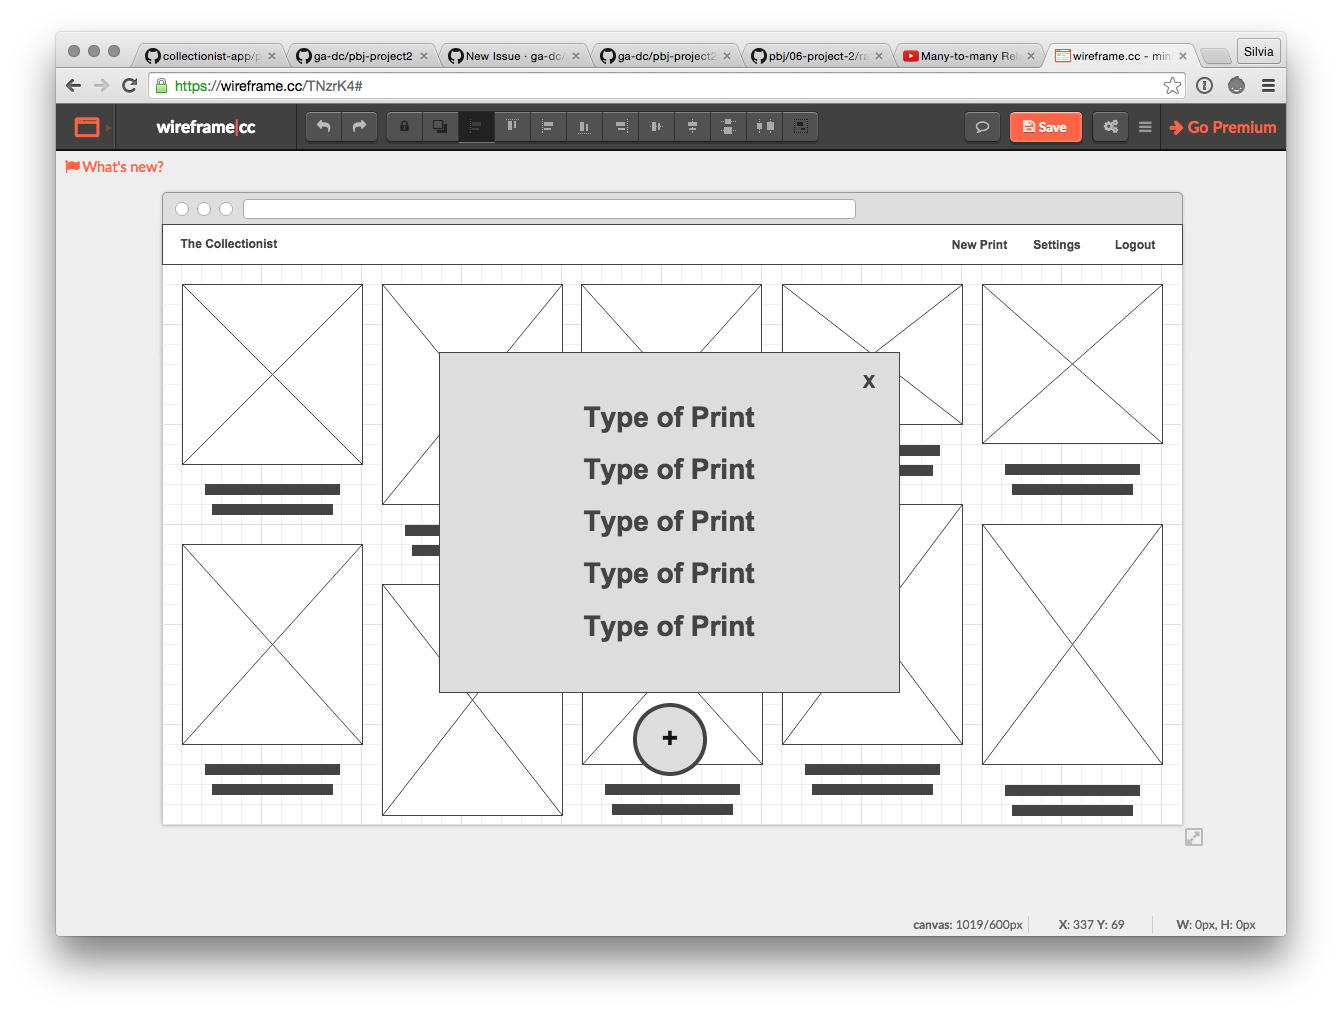 collectionist-app/p
ga-dc/pbj-project2
New Issue · ga-dc/
ga-dc/pbj-project2
pbj/06-project-2/
Many-to-many
wireframe.cc - min
Silvia
https://wireframe.cc/TNzrK4#
wireframe|cc
Save
Go Premium
What's new?
The Collectionist
New Print
Settings
Logout
X
Type of Print
Type of Print
Type of Print
Type of Print
Type of Print
+
canvas: 1019/600px
X: 337 Y: 69
W: 0px, H: 0px